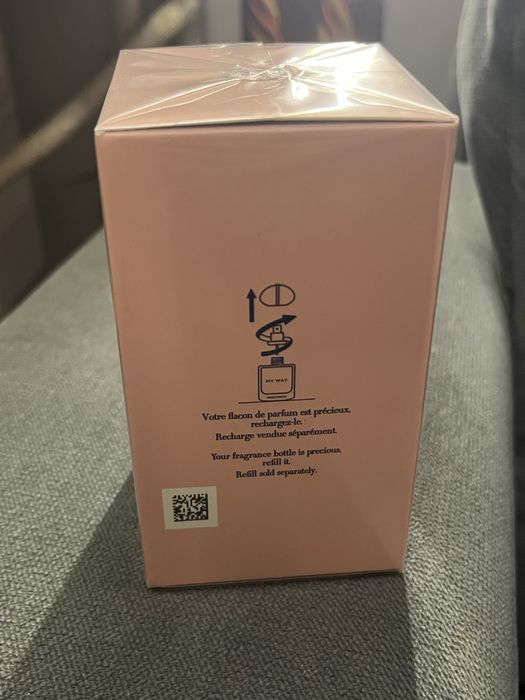 MY WAY
Votre flacon de parfum est précieux,
rechargez-le.
Recharge vendue séparément.
Your fragrance bottle is precious,
refill it.
Refill sold separately.